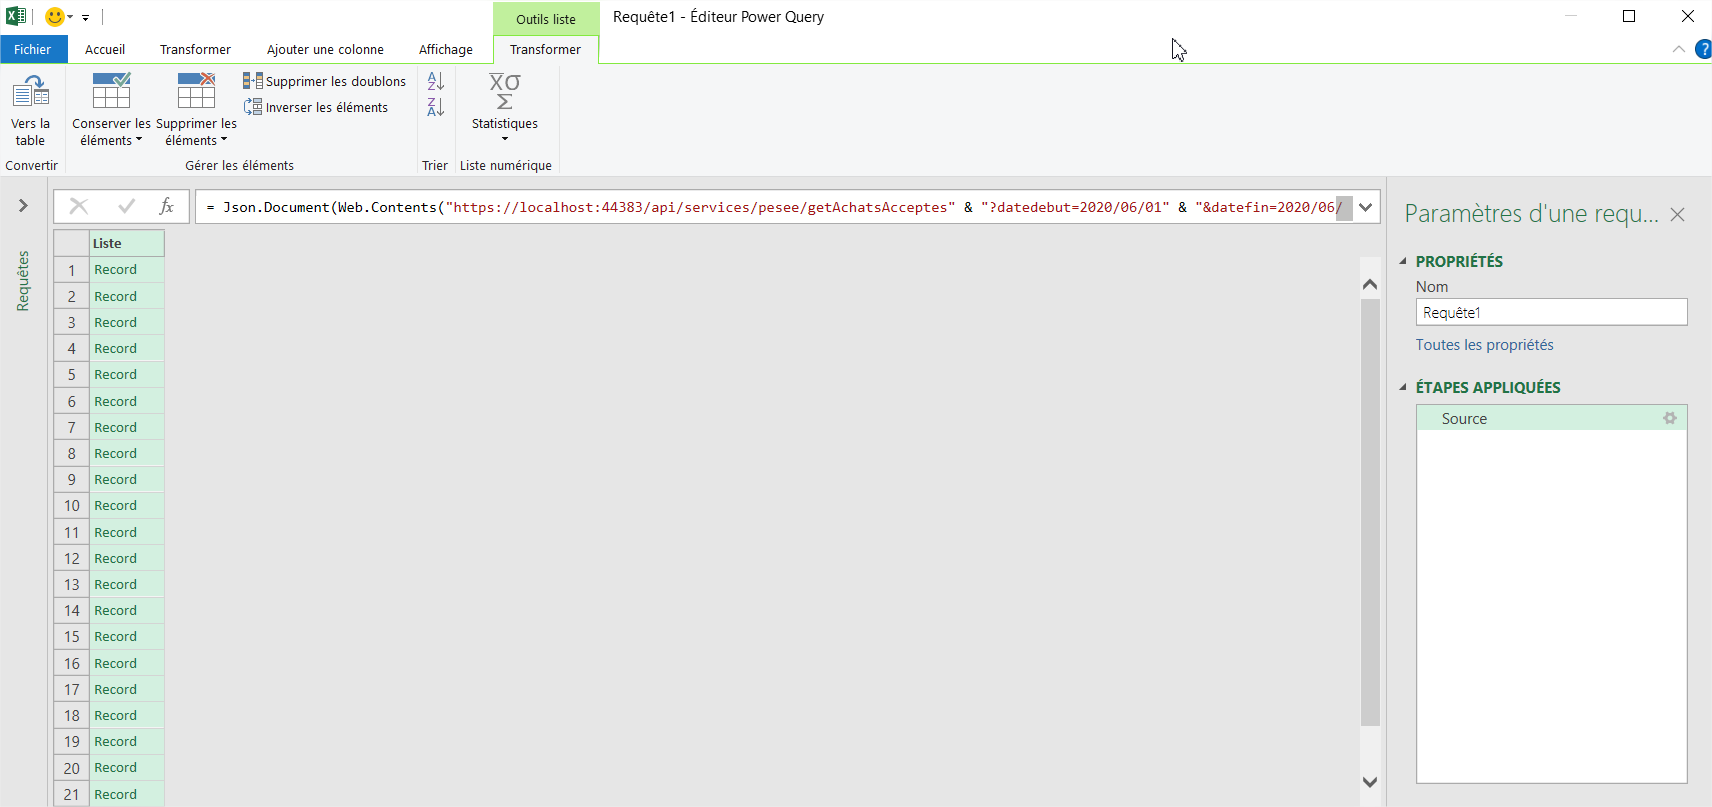 Outils liste
Requête1 - Éditeur Power Query
Fichier
Accueil
Transformer
Ajouter une colonne
Affichage
Transformer
?
Vers la
table
Conserver les
éléments
Supprimer les
éléments
Supprimer les doublons
Inverser les éléments
A
Z
Z
A
X̅σ
Σ
Statistiques
Convertir
Gérer les éléments
Trier
Liste numérique
fx
= Json.Document(Web.Contents("https://localhost:44383/api/services/pesee/getAchatsAcceptes" & "?datedebut=2020/06/01" & "&datefin=2020/06/
Requêtes
Liste
1 Record
2 Record
3 Record
4 Record
5 Record
6 Record
7 Record
8 Record
9 Record
10 Record
11 Record
12 Record
13 Record
14 Record
15 Record
16 Record
17 Record
18 Record
19 Record
20 Record
21 Record
Paramètres d'une requ...
PROPRIÉTÉS
Nom
Requête1
Toutes les propriétés
ÉTAPES APPLIQUÉES
Source